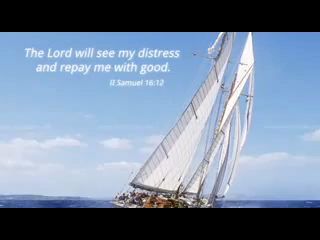 The Lord will see my distress
and repay me with good.
II Samuel 16:12